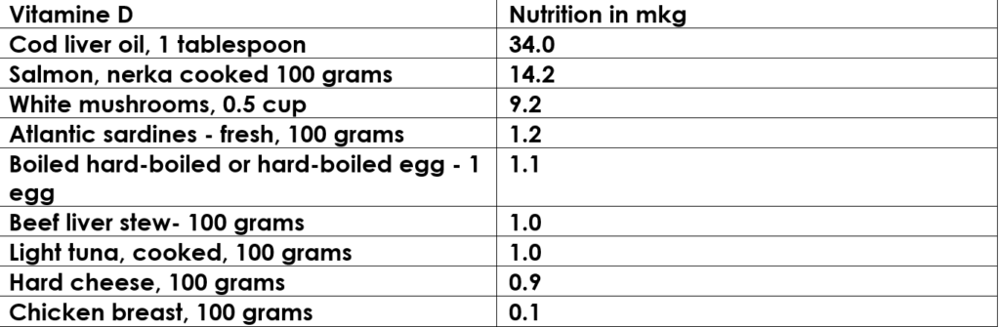 Vitamine D Nutrition in mkg
Cod liver oil, 1 tablespoon 34.0
Salmon, nerka cooked 100 grams 14.2
White mushrooms, 0.5 cup 9.2
Atlantic sardines - fresh, 100 grams 1.2
Boiled hard-boiled or hard-boiled egg - 1 1.1
egg
Beef liver stew- 100 grams 1.0
Light tuna, cooked, 100 grams 1.0
Hard cheese, 100 grams 0.9
Chicken breast, 100 grams 0.1